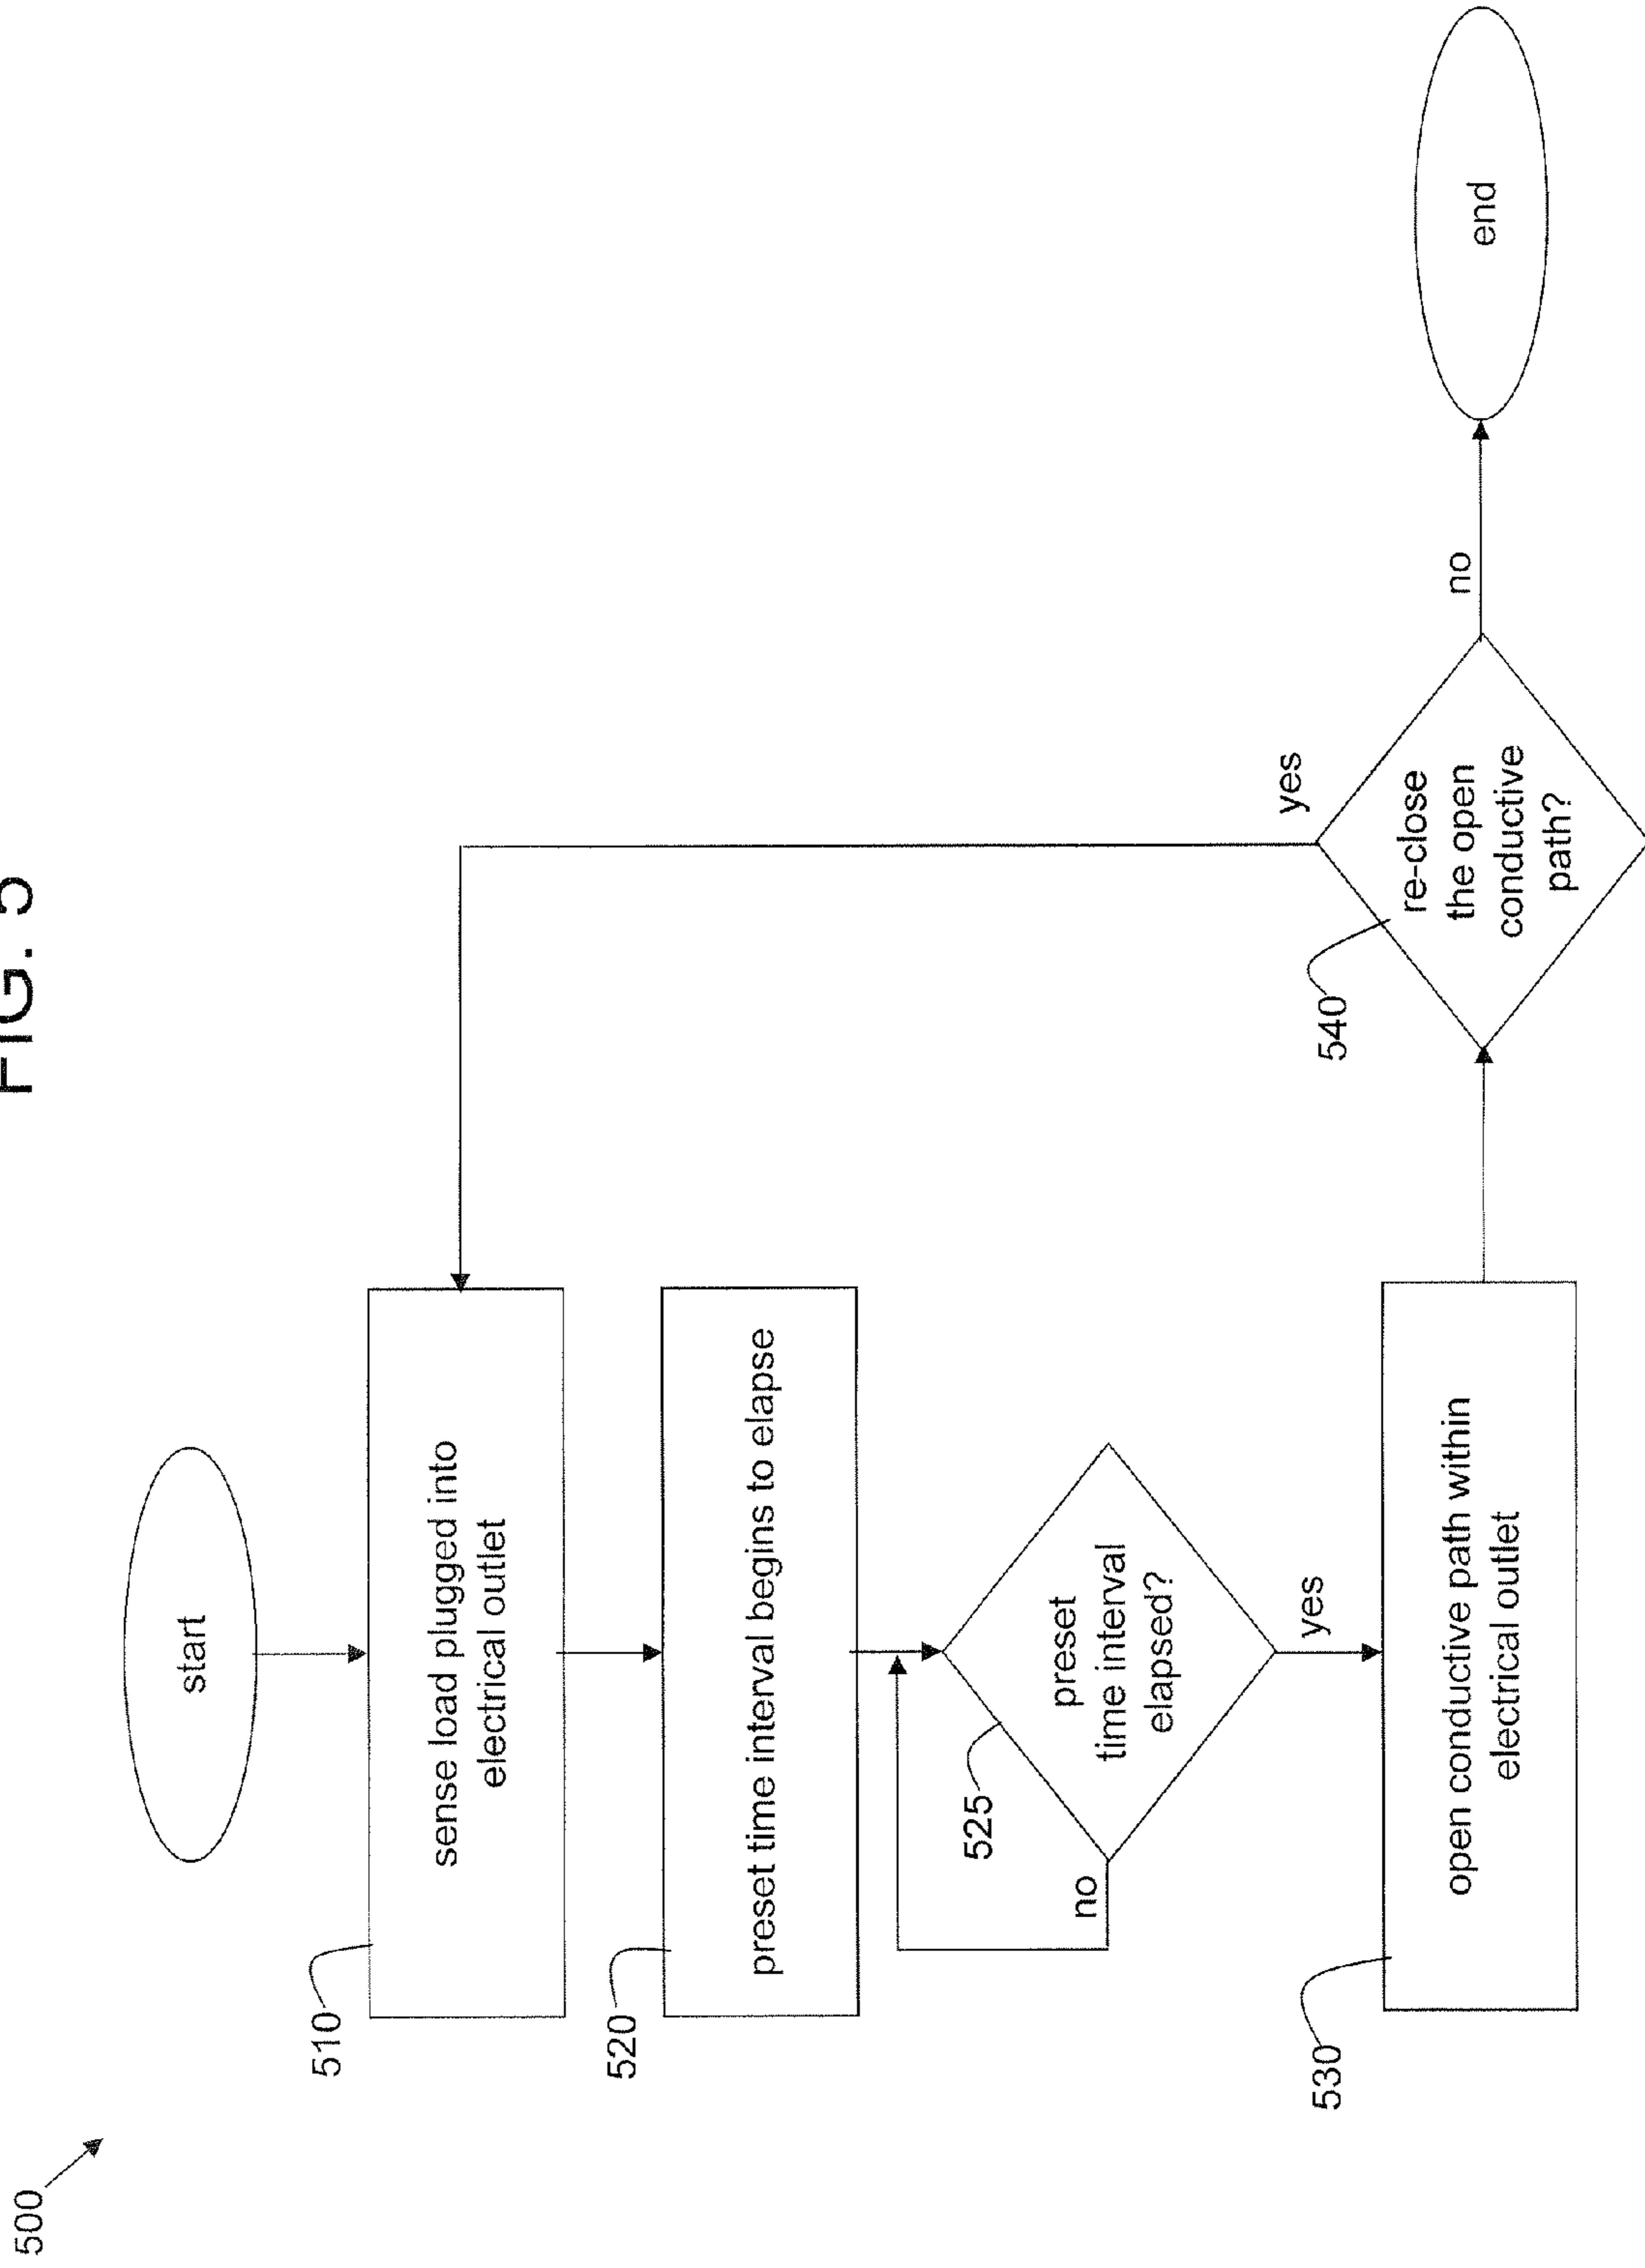 FIG. 5
500
start
510
sense load plugged into
electrical outlet
520
preset time interval begins to elapse
525
preset
time interval
elapsed?
no
yes
530
open conductive path within
electrical outlet
540
re-close
the open
conductive
path?
yes
no
end